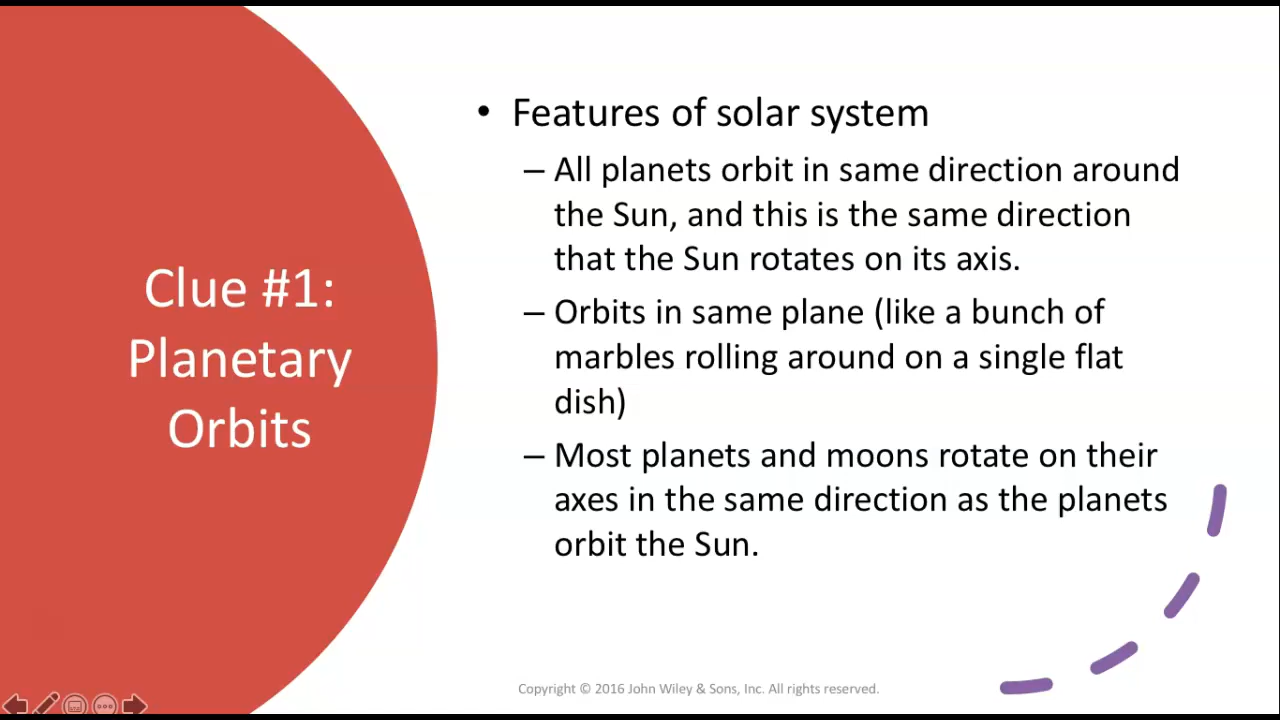 Clue #1:
Planetary
Orbits
• Features of solar system
– All planets orbit in same direction around
the Sun, and this is the same direction
that the Sun rotates on its axis.
– Orbits in same plane (like a bunch of
marbles rolling around on a single flat
dish)
– Most planets and moons rotate on their
axes in the same direction as the planets
orbit the Sun.
Copyright © 2016 John Wiley & Sons, Inc. All rights reserved.